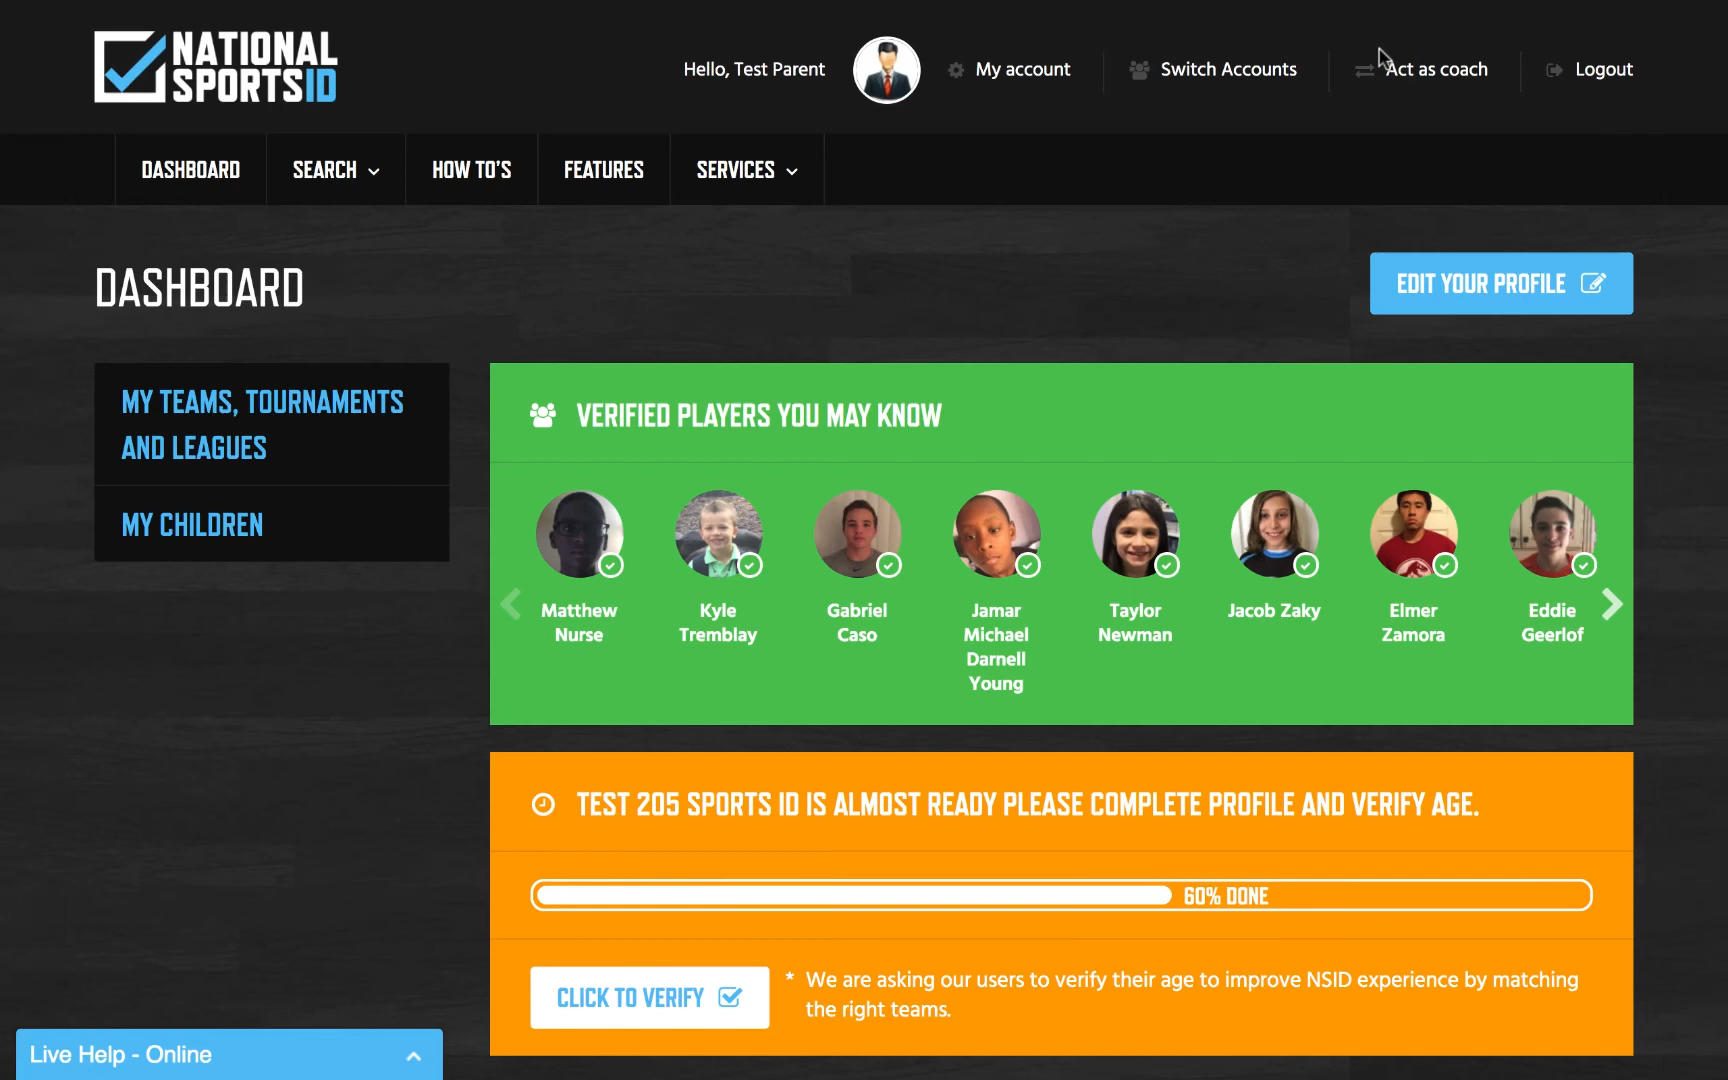 NATIONAL
SPORTSID
Hello, Test Parent
My account
Switch Accounts
Act as coach
Logout
DASHBOARD
SEARCH
HOW TO'S
FEATURES
SERVICES
DASHBOARD
EDIT YOUR PROFILE
MY TEAMS, TOURNAMENTS
AND LEAGUES
MY CHILDREN
VERIFIED PLAYERS YOU MAY KNOW
Matthew
Nurse
Kyle
Tremblay
Gabriel
Caso
Jamar
Michael
Darnell
Young
Taylor
Newman
Jacob Zaky
Elmer
Zamora
Eddie
Geerlof
TEST 205 SPORTS ID IS ALMOST READY PLEASE COMPLETE PROFILE AND VERIFY AGE.
60% DONE
CLICK TO VERIFY
* We are asking our users to verify their age to improve NSID experience by matching
the right teams.
Live Help - Online